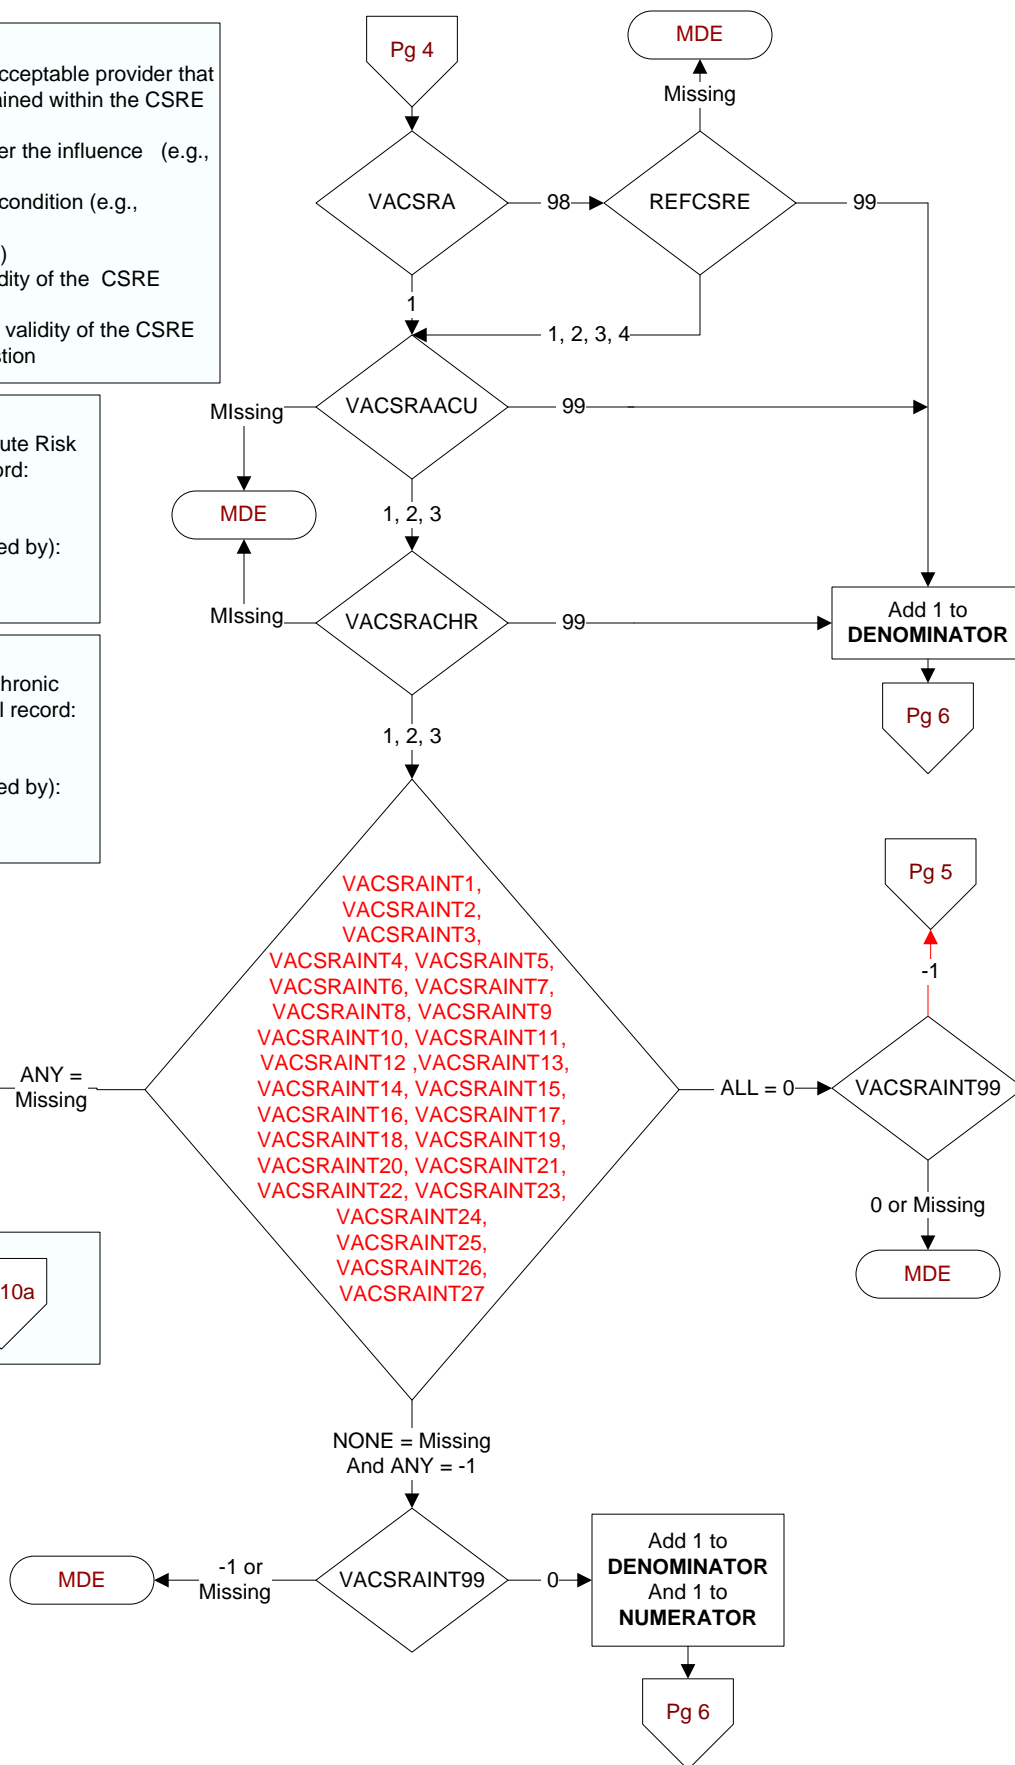 Pg 4
MDE
Missing
cceptable provider that
ained within the CSRE
er the influence (e.g.,
condition (e.g.,
)
dity of the CSRE
validity of the CSRE
stion
VACSRA
98
REFCSRE
99
1
1, 2, 3, 4
MIssing
VACSRAACU
99
ute Risk
ord:
ed by):
MDE
1, 2, 3
MIssing
VACSRACHR
99
Add 1 to
DENOMINATOR
Pg 6
hronic
l record:
ed by):
1, 2, 3
VACSRAINT1,
VACSRAINT2,
VACSRAINT3,
VACSRAINT4, VACSRAINT5,
VACSRAINT6, VACSRAINT7,
VACSRAINT8, VACSRAINT9
VACSRAINT10, VACSRAINT11,
VACSRAINT12 ,VACSRAINT13,
VACSRAINT14, VACSRAINT15,
VACSRAINT16, VACSRAINT17,
VACSRAINT18, VACSRAINT19,
VACSRAINT20, VACSRAINT21,
VACSRAINT22, VACSRAINT23,
VACSRAINT24,
VACSRAINT25,
VACSRAINT26,
VACSRAINT27
ANY =
Missing
ALL = 0
Pg 5
-1
VACSRAINT99
0 or Missing
MDE
10a
NONE = Missing
And ANY = -1
MDE
-1 or
Missing
VACSRAINT99
0
Add 1 to
DENOMINATOR
And 1 to
NUMERATOR
Pg 6